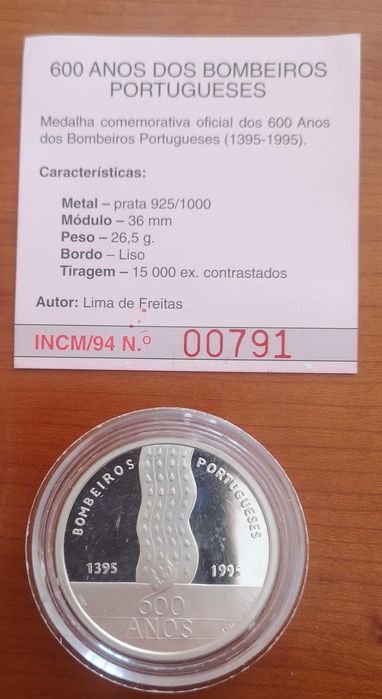 600 ANOS DOS BOMBEIROS
PORTUGUESES
Medalha comemorativa oficial dos 600 Anos
dos Bombeiros Portugueses (1395-1995).
Características:
Metal – prata 925/1000
Módulo – 36 mm
Peso – 26,5 g.
Bordo – Liso
Tiragem – 15 000 ex. contrastados
Autor: Lima de Freitas
INCM/94 N.º 00791
BOMBEIROS PORTUGUESES
1395 1995
600
ANOS